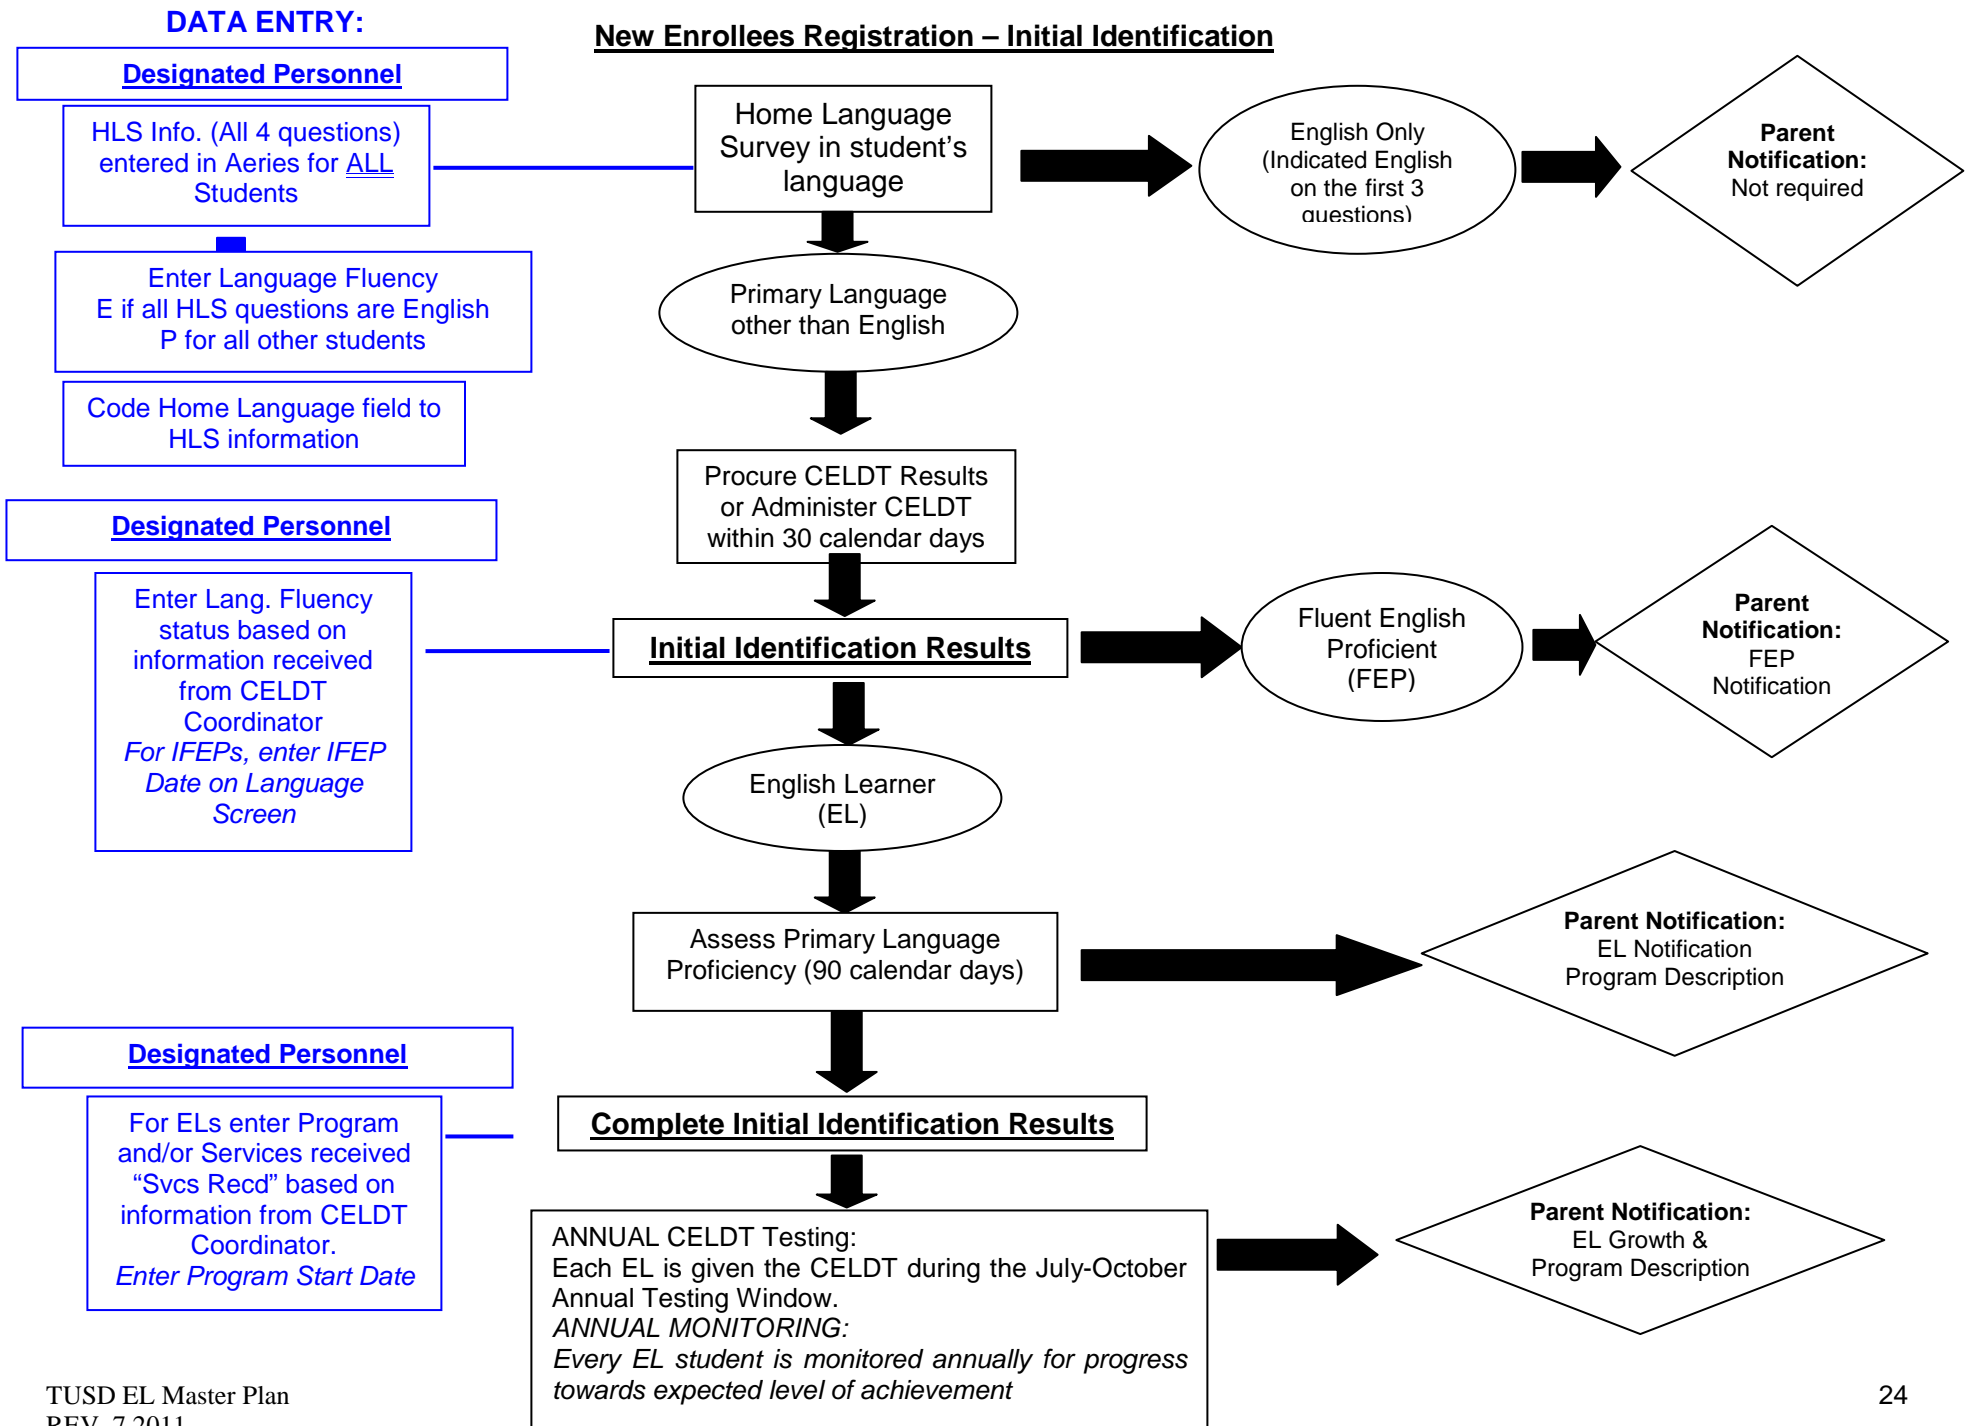 DATA ENTRY:
New Enrollees Registration – Initial Identification
Designated Personnel
HLS Info. (All 4 questions)
entered in Aeries for ALL
Students
Enter Language Fluency
E if all HLS questions are English
P for all other students
Code Home Language field to
HLS information
Home Language
Survey in student's
language
English Only
(Indicated English
on the first 3
questions)
Parent
Notification:
Not required
Primary Language
other than English
Procure CELDT Results
or Administer CELDT
within 30 calendar days
Designated Personnel
Enter Lang. Fluency
status based on
information received
from CELDT
Coordinator
For IFEPs, enter IFEP
Date on Language
Screen
Initial Identification Results
Fluent English
Proficient
(FEP)
Parent
Notification:
FEP
Notification
English Learner
(EL)
Assess Primary Language
Proficiency (90 calendar days)
Parent Notification:
EL Notification
Program Description
Designated Personnel
For ELs enter Program
and/or Services received
“Svcs Recd” based on
information from CELDT
Coordinator.
Enter Program Start Date
Complete Initial Identification Results
ANNUAL CELDT Testing:
Each EL is given the CELDT during the July-October
Annual Testing Window.
ANNUAL MONITORING:
Every EL student is monitored annually for progress
towards expected level of achievement
Parent Notification:
EL Growth &
Program Description
TUSD EL Master Plan
REV. 7.2011
24